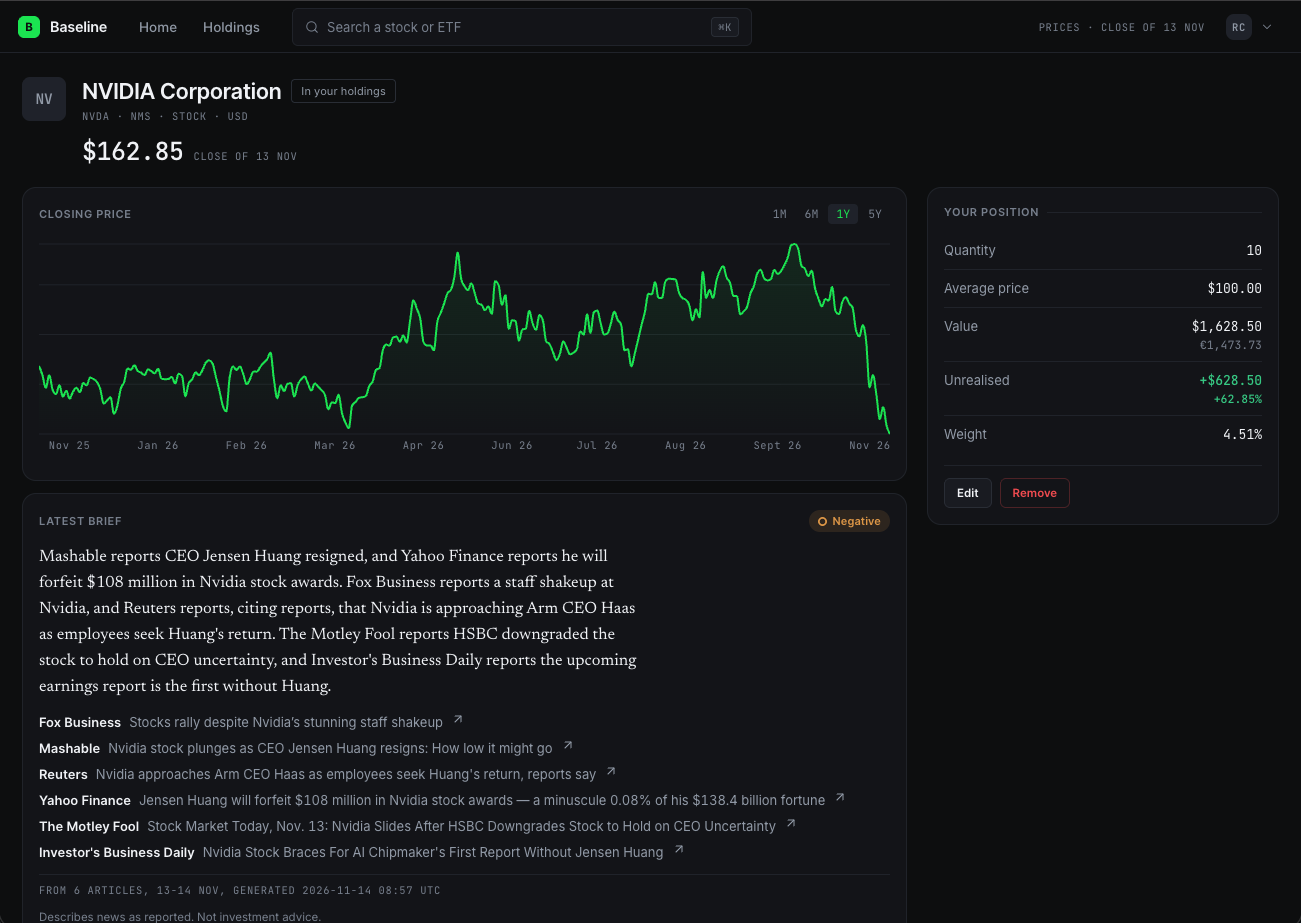 B Baseline Home Holdings Search a stock or ETF ⌘K PRICES · CLOSE OF 13 NOV RC
NV
NVIDIA Corporation In your holdings
NVDA · NMS · STOCK · USD
$162.85 CLOSE OF 13 NOV
CLOSING PRICE 1M 6M 1Y 5Y
Nov 25 Jan 26 Feb 26 Mar 26 Apr 26 Jun 26 Jul 26 Aug 26 Sept 26 Nov 26
YOUR POSITION
Quantity 10
Average price $100.00
Value $1,628.50
€1,473.73
Unrealised +$628.50
+62.85%
Weight 4.51%
Edit Remove
LATEST BRIEF Negative
Mashable reports CEO Jensen Huang resigned, and Yahoo Finance reports he will
forfeit $108 million in Nvidia stock awards. Fox Business reports a staff shakeup at
Nvidia, and Reuters reports, citing reports, that Nvidia is approaching Arm CEO Haas
as employees seek Huang's return. The Motley Fool reports HSBC downgraded the
stock to hold on CEO uncertainty, and Investor's Business Daily reports the upcoming
earnings report is the first without Huang.
Fox Business Stocks rally despite Nvidia’s stunning staff shakeup
Mashable Nvidia stock plunges as CEO Jensen Huang resigns: How low it might go
Reuters Nvidia approaches Arm CEO Haas as employees seek Huang's return, reports say
Yahoo Finance Jensen Huang will forfeit $108 million in Nvidia stock awards — a minuscule 0.08% of his $138.4 billion fortune
The Motley Fool Stock Market Today, Nov. 13: Nvidia Slides After HSBC Downgrades Stock to Hold on CEO Uncertainty
Investor's Business Daily Nvidia Stock Braces For AI Chipmaker's First Report Without Jensen Huang
FROM 6 ARTICLES, 13-14 NOV, GENERATED 2026-11-14 08:57 UTC
Describes news as reported. Not investment advice.